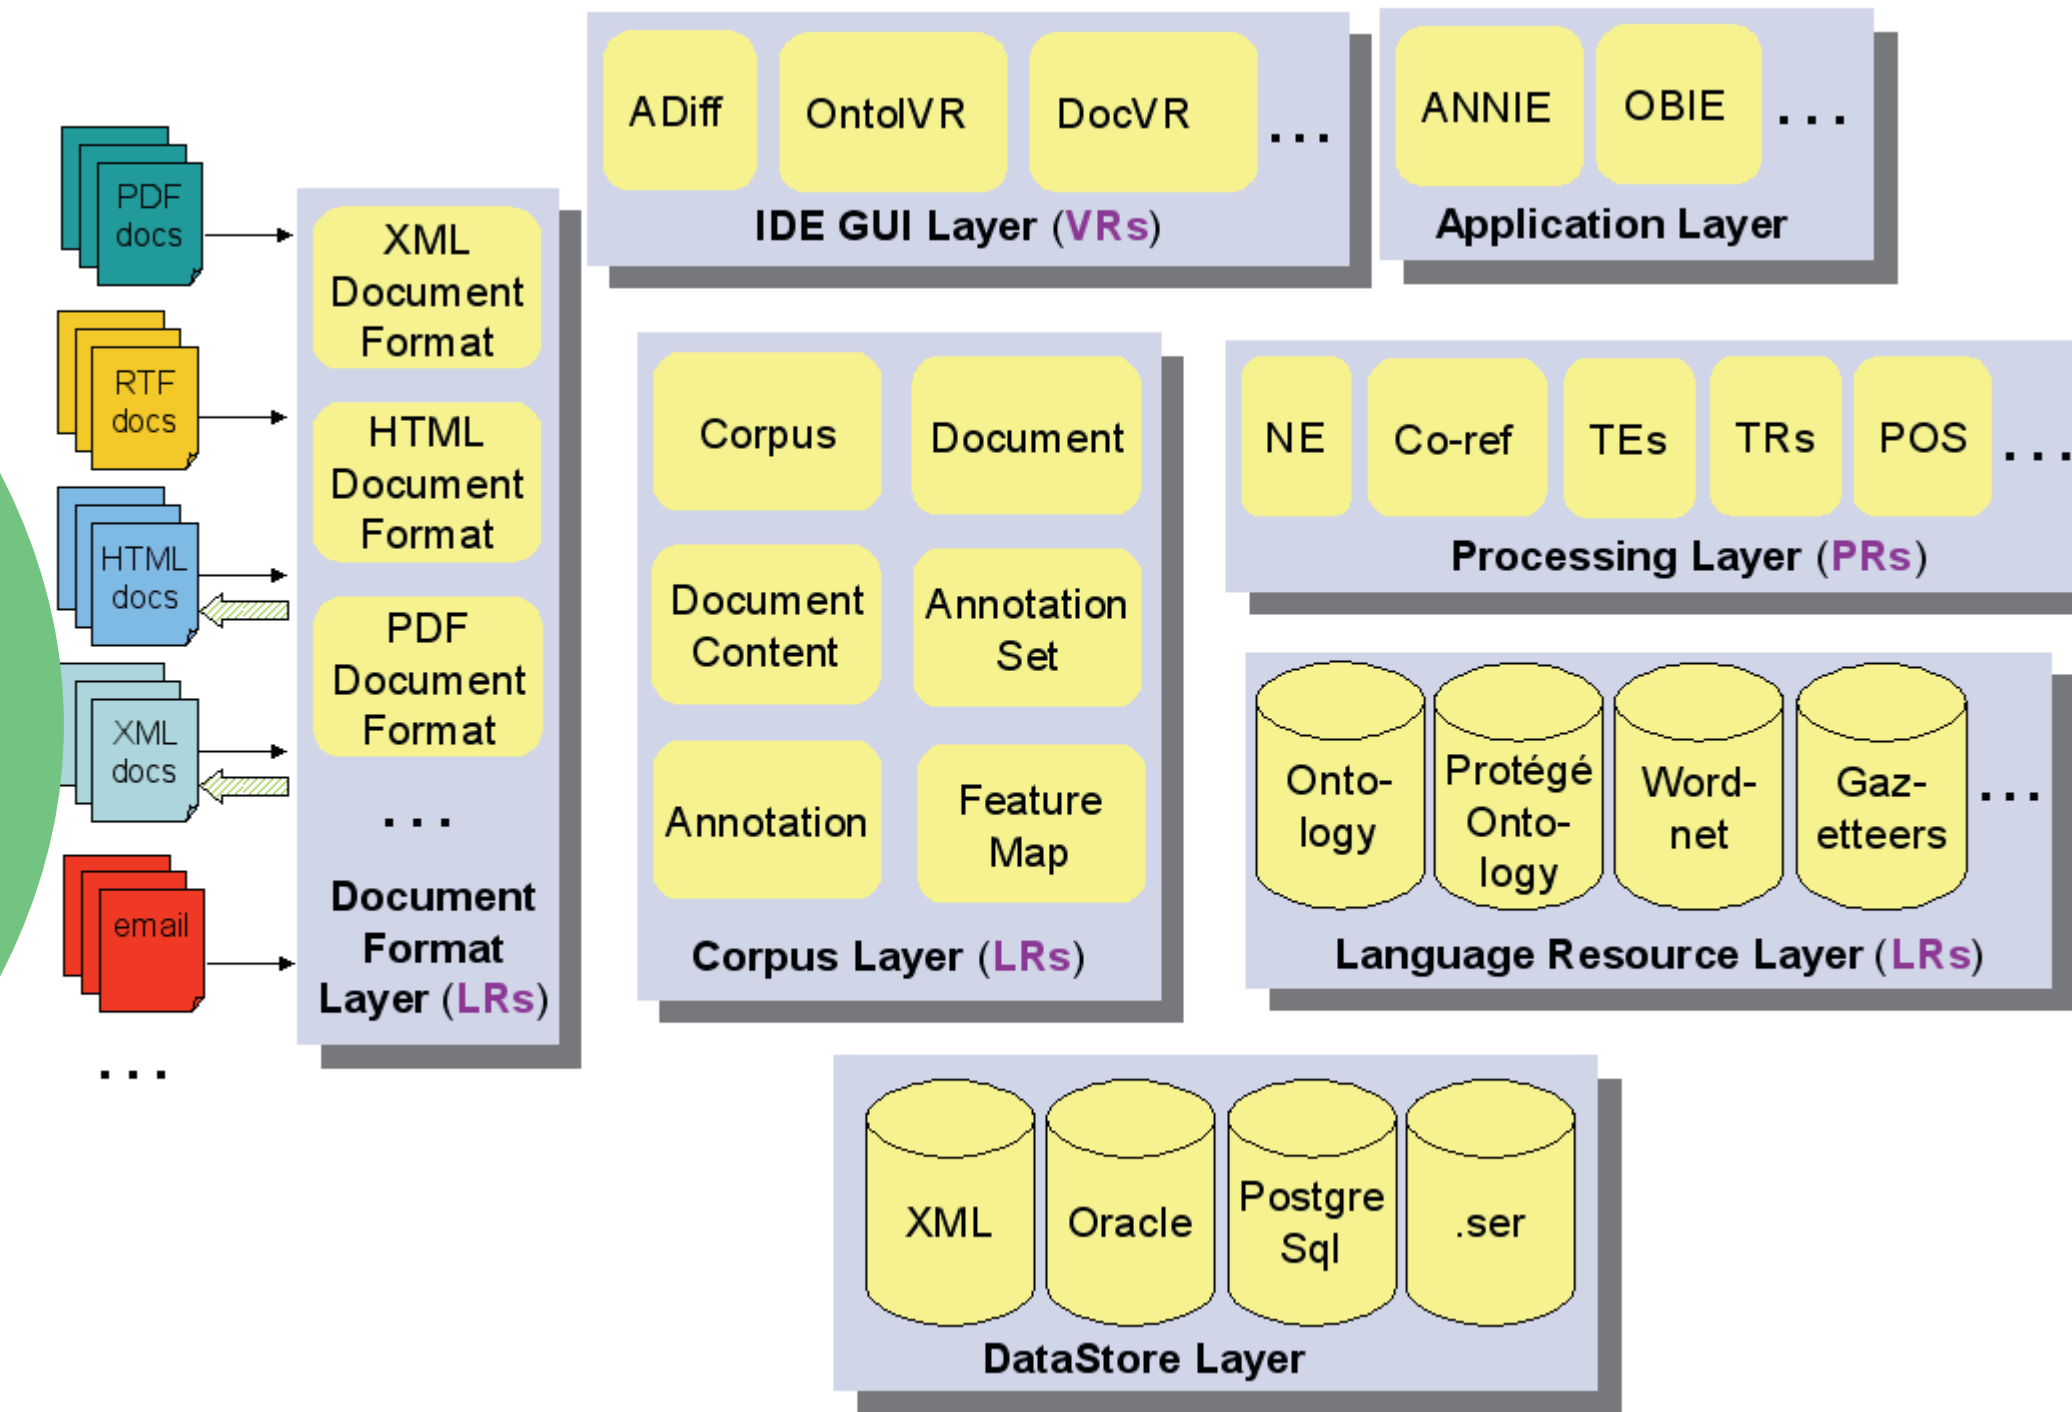 PDF
docs
RTF
docs
HTML
docs
XML
docs
email
...
XML
Document
Format
HTML
Document
Format
PDF
Document
Format
...
Document
Format
Layer (LRs)
ADiff
OntolVR
DocVR
...
IDE GUI Layer (VRs)
ANNIE
OBIE
...
Application Layer
Corpus
Document
Document
Content
Annotation
Set
Annotation
Feature
Map
Corpus Layer (LRs)
NE
Co-ref
TEs
TRs
POS
...
Processing Layer (PRs)
Onto-
logy
Protégé
Onto-
logy
Word-
net
Gaz-
etteers
...
Language Resource Layer (LRs)
XML
Oracle
Postgre
Sql
.ser
DataStore Layer